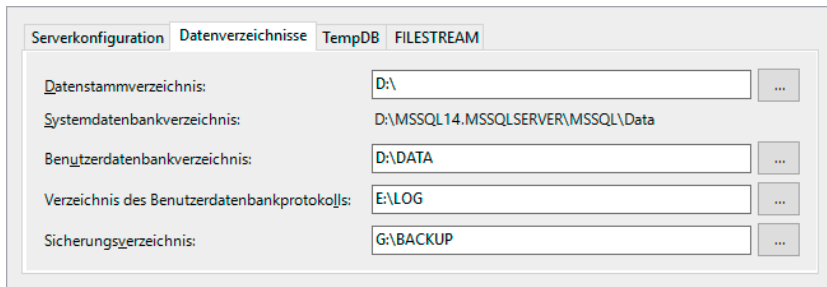 Serverkonfiguration Datenverzeichnisse TempDB FILESTREAM
Datenstammverzeichnis: D:\ ...
Systemdatenbankverzeichnis: D:\MSSQL14.MSSQLSERVER\MSSQL\Data
Benutzerdatenbankverzeichnis: D:\DATA ...
Verzeichnis des Benutzerdatenbankprotokolls: E:\LOG ...
Sicherungsverzeichnis: G:\BACKUP ...